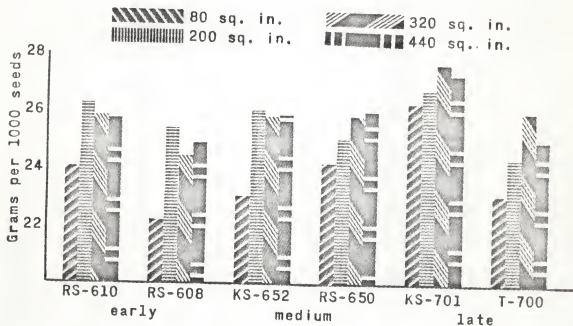 80 sq. in. 320 sq. in.
200 sq. in. 440 sq. in.
Grams per 1000 seeds
28
26
24
22
RS-610 RS-608 KS-652 RS-650 KS-701 T-700
early medium late